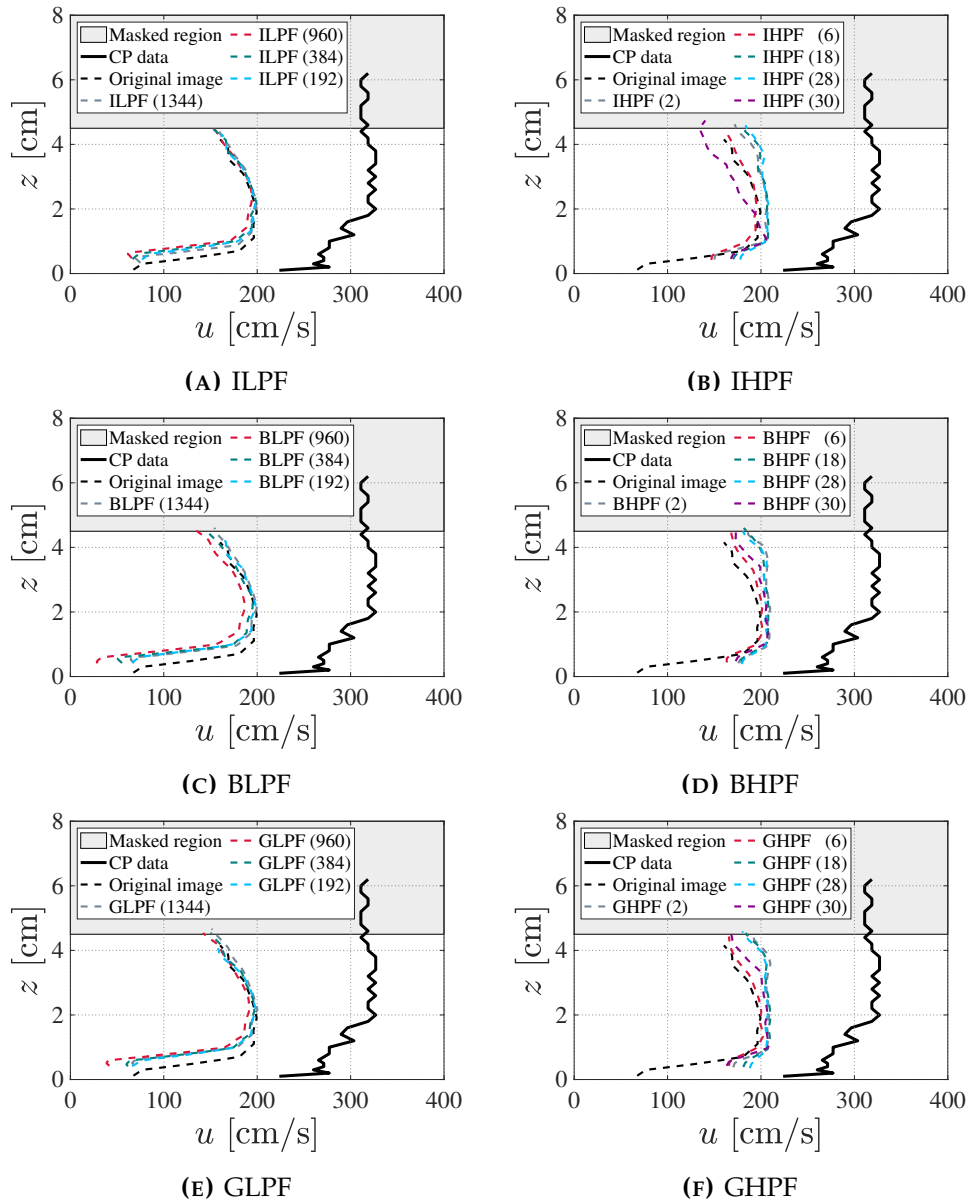 8
6
4
2
0
z [cm]
Masked region
CP data
Original image
ILPF (1344)
ILPF (960)
ILPF (384)
ILPF (192)
0 100 200 300 400
u [cm/s]
(A) ILPF
8
6
4
2
0
z [cm]
Masked region
CP data
Original image
IHPF (2)
IHPF (6)
IHPF (18)
IHPF (28)
IHPF (30)
0 100 200 300 400
u [cm/s]
(B) IHPF
8
6
4
2
0
z [cm]
Masked region
CP data
Original image
BLPF (1344)
BLPF (960)
BLPF (384)
BLPF (192)
0 100 200 300 400
u [cm/s]
(C) BLPF
8
6
4
2
0
z [cm]
Masked region
CP data
Original image
BHPF (2)
BHPF (6)
BHPF (18)
BHPF (28)
BHPF (30)
0 100 200 300 400
u [cm/s]
(D) BHPF
8
6
4
2
0
z [cm]
Masked region
CP data
Original image
GLPF (1344)
GLPF (960)
GLPF (384)
GLPF (192)
0 100 200 300 400
u [cm/s]
(E) GLPF
8
6
4
2
0
z [cm]
Masked region
CP data
Original image
GHPF (2)
GHPF (6)
GHPF (18)
GHPF (28)
GHPF (30)
0 100 200 300 400
u [cm/s]
(F) GHPF